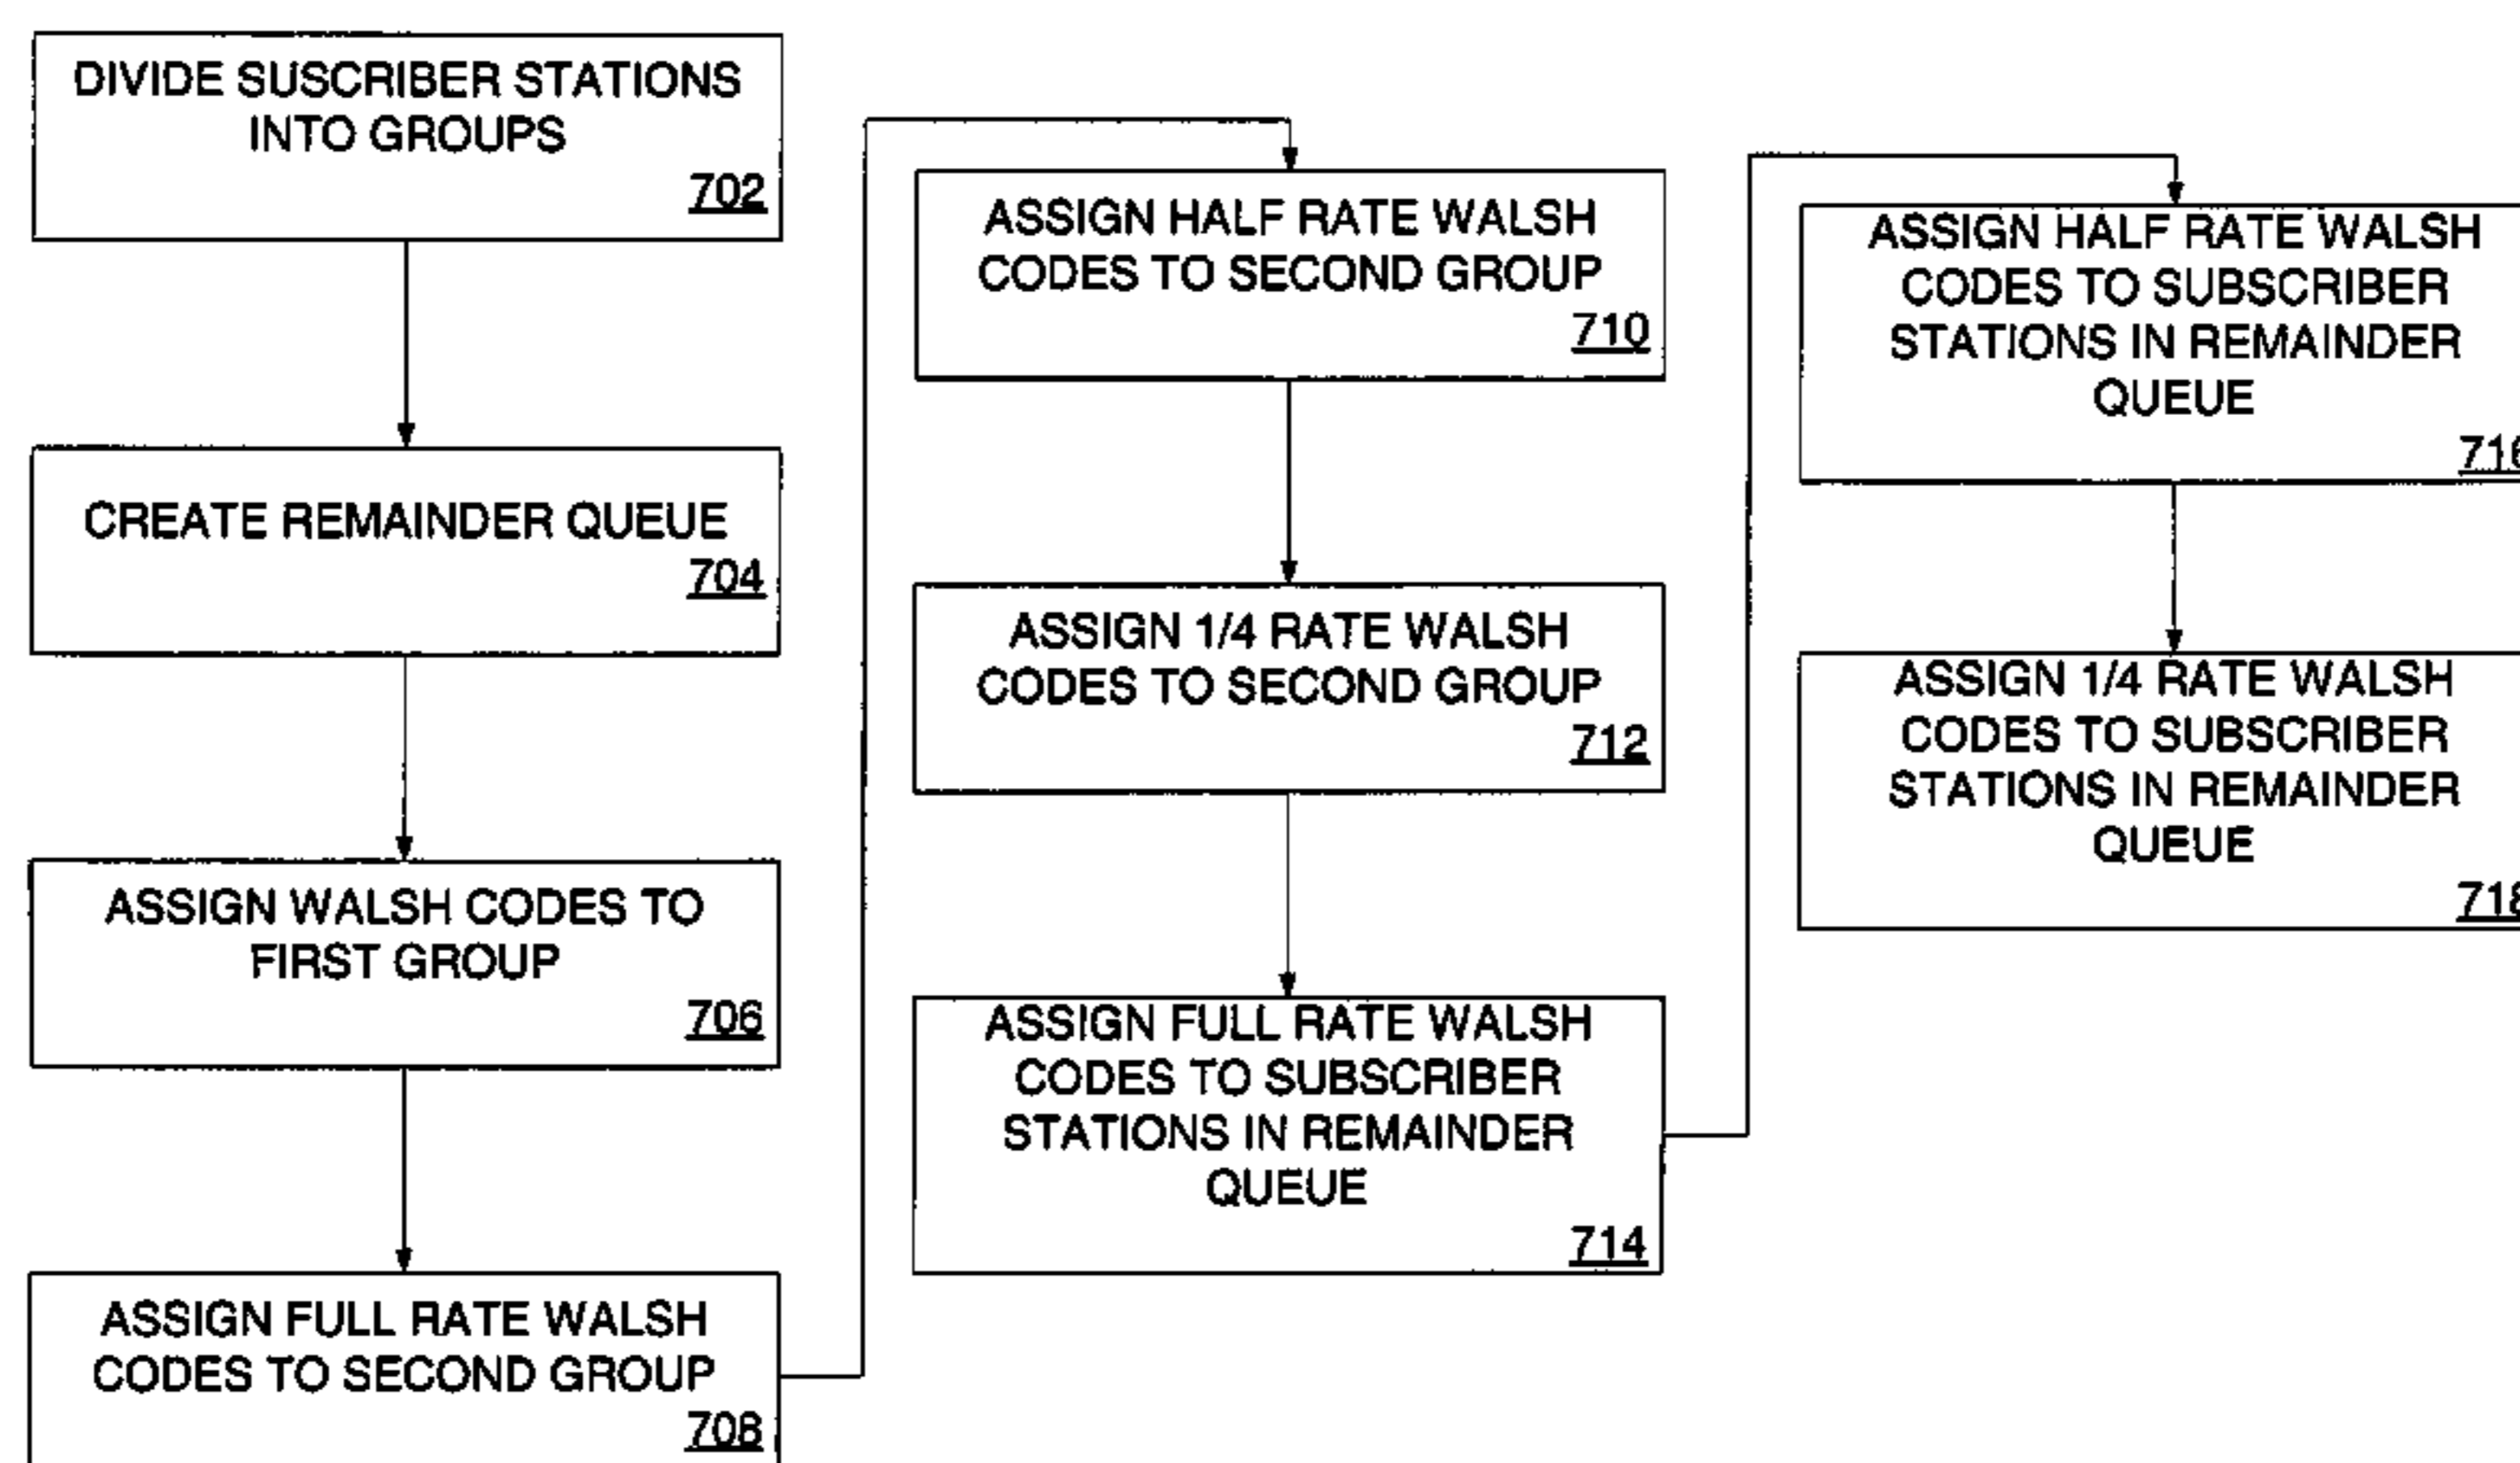 DIVIDE SUSCRIBER STATIONS
INTO GROUPS
702
CREATE REMAINDER QUEUE
704
ASSIGN WALSH CODES TO
FIRST GROUP
706
ASSIGN FULL RATE WALSH
CODES TO SECOND GROUP
708
ASSIGN HALF RATE WALSH
CODES TO SECOND GROUP
710
ASSIGN 1/4 RATE WALSH
CODES TO SECOND GROUP
712
ASSIGN FULL RATE WALSH
CODES TO SUBSCRIBER
STATIONS IN REMAINDER
QUEUE
714
ASSIGN HALF RATE WALSH
CODES TO SUBSCRIBER
STATIONS IN REMAINDER
QUEUE
716
ASSIGN 1/4 RATE WALSH
CODES TO SUBSCRIBER
STATIONS IN REMAINDER
QUEUE
718